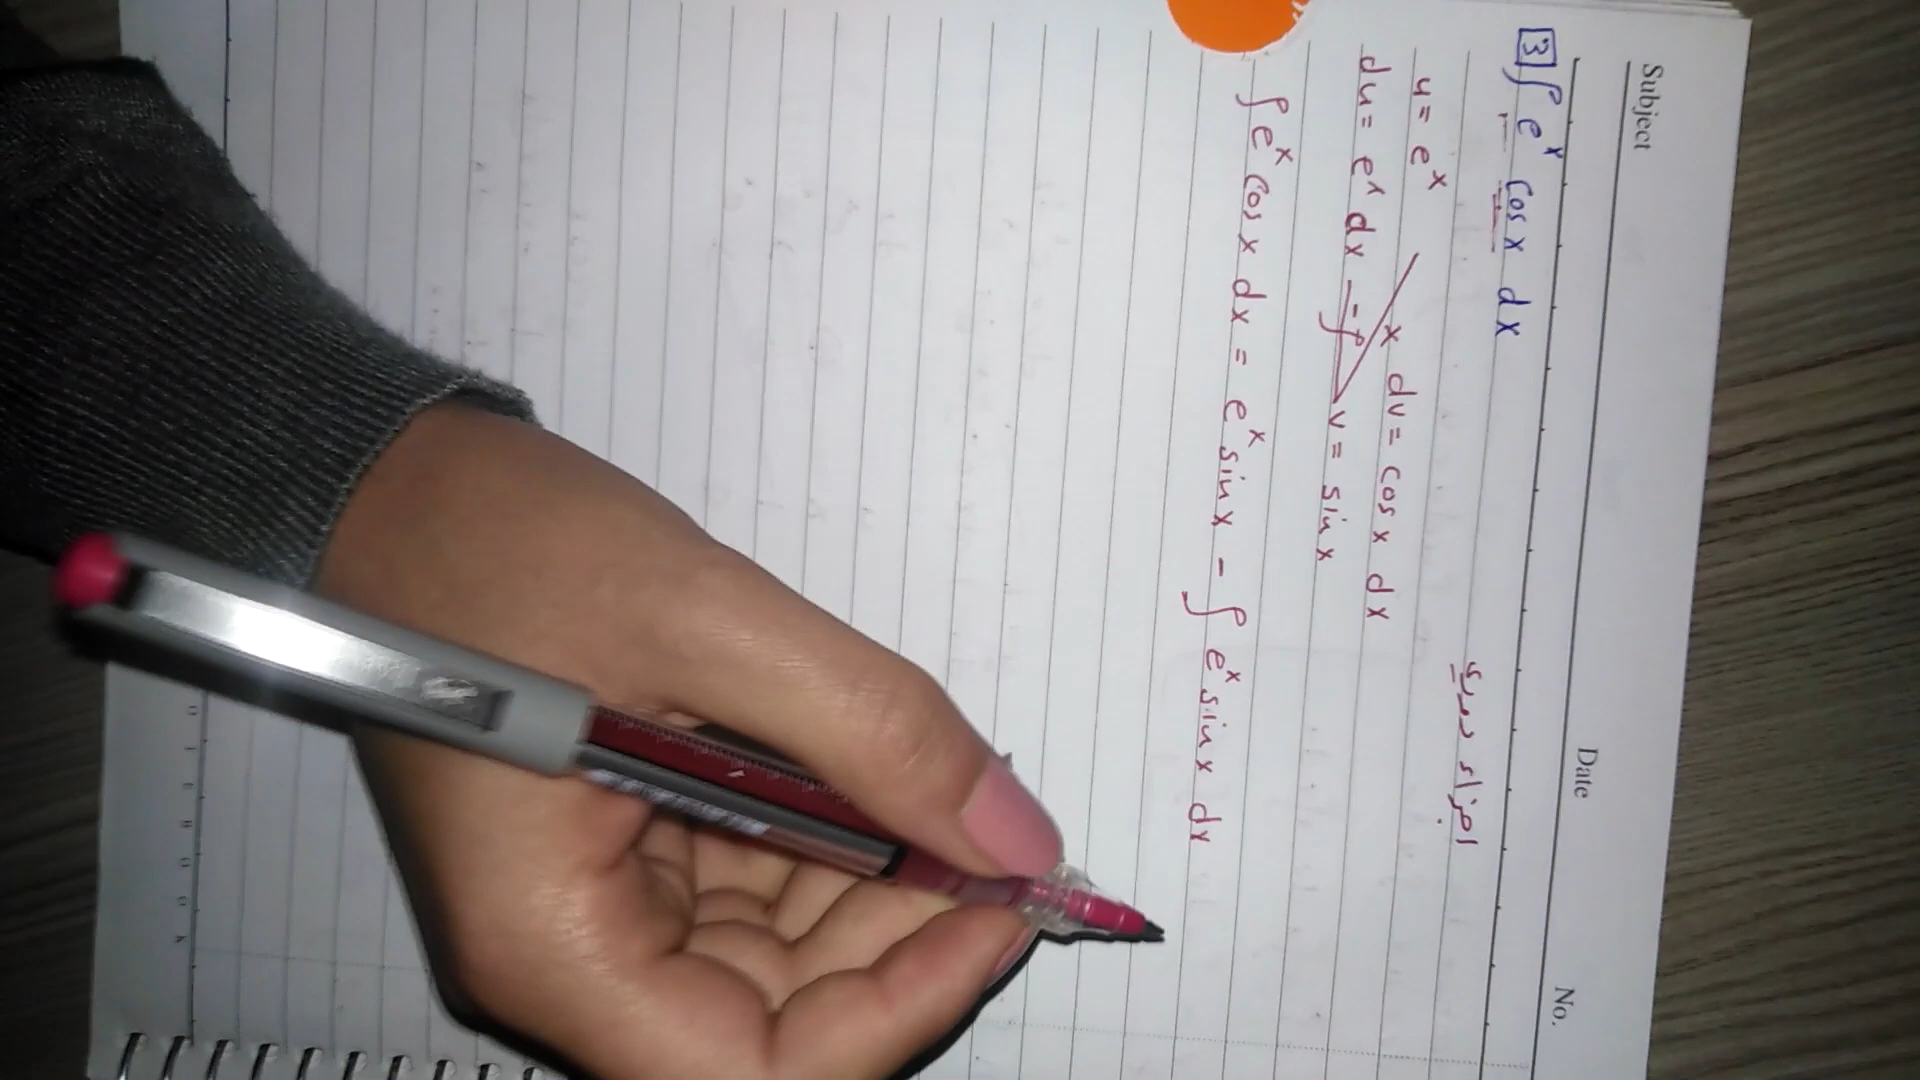 Subject Date No.
3 ∫ e^x cos x dx
اجزاء دوري
u = e^x x dv = cos x dx
du = e^x dx - ∫ v = sin x
∫ e^x cos x dx = e^x sin x - ∫ e^x sin x dx